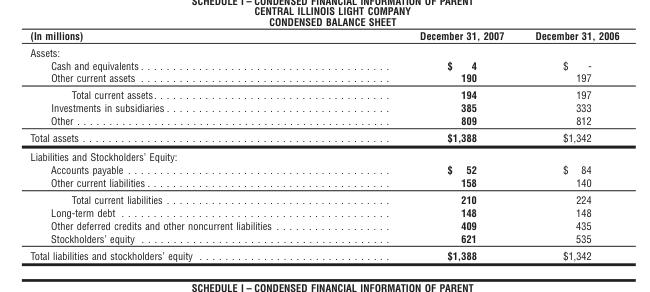 SCHEDULE I – CONDENSED FINANCIAL INFORMATION OF PARENT
CENTRAL ILLINOIS LIGHT COMPANY
CONDENSED BALANCE SHEET
(In millions) December 31, 2007 December 31, 2006
Assets:
Cash and equivalents $ 4 $ -
Other current assets 190 197
Total current assets 194 197
Investments in subsidiaries 385 333
Other 809 812
Total assets $1,388 $1,342
Liabilities and Stockholders' Equity:
Accounts payable $ 52 $ 84
Other current liabilities 158 140
Total current liabilities 210 224
Long-term debt 148 148
Other deferred credits and other noncurrent liabilities 409 435
Stockholders' equity 621 535
Total liabilities and stockholders' equity $1,388 $1,342
SCHEDULE I – CONDENSED FINANCIAL INFORMATION OF PARENT